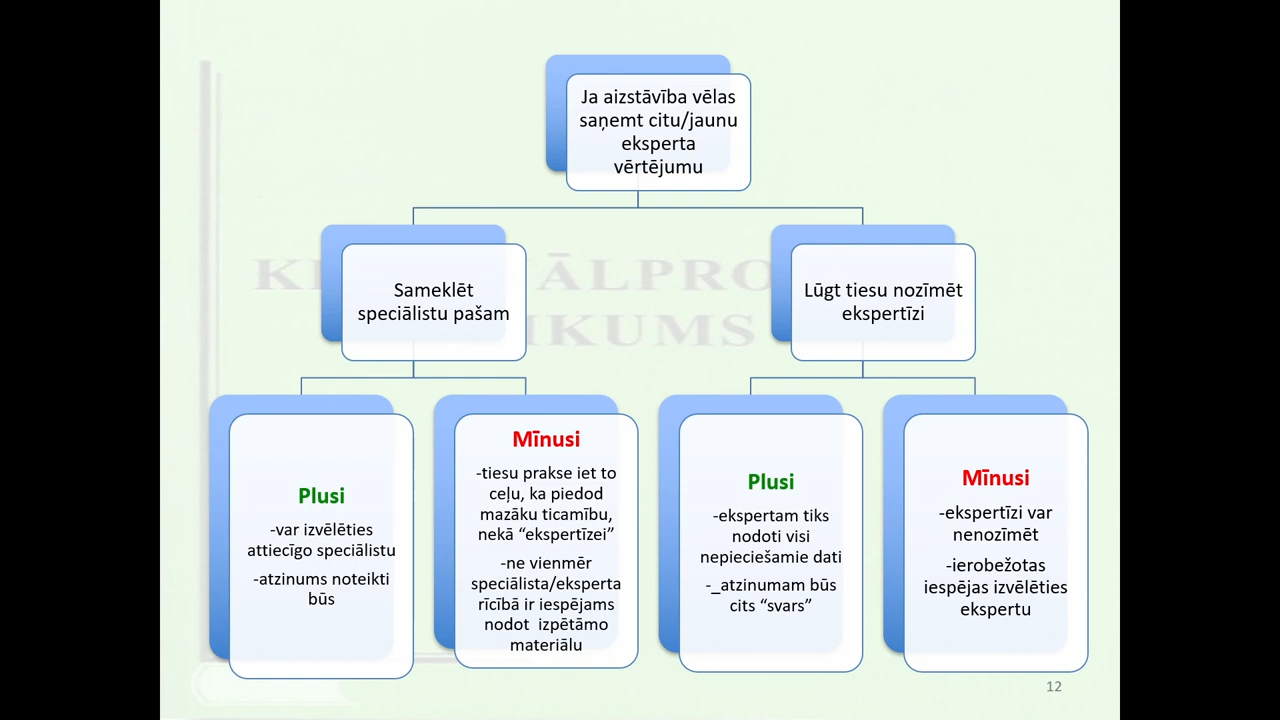 Ja aizstāvība vēlas
saņemt citu/jaunu
eksperta
vērtējumu
Sameklēt
speciālistu pašam
Lūgt tiesu nozīmēt
ekspertīzi
Plusi
-var izvēlēties
attiecīgo speciālistu
-atzinums noteikti
būs
Mīnusi
-tiesu prakse iet to
ceļu, ka piedod
mazāku ticamību,
nekā “ekspertīzei”
-ne vienmēr
speciālista/eksperta
rīcībā ir iespējams
nodot izpētāmo
materiālu
Plusi
-ekspertam tiks
nodoti visi
nepieciešamie dati
-_atzinumam būs
cits “svars”
Mīnusi
-ekspertīzi var
nenozīmēt
-ierobežotas
iespējas izvēlēties
ekspertu
12